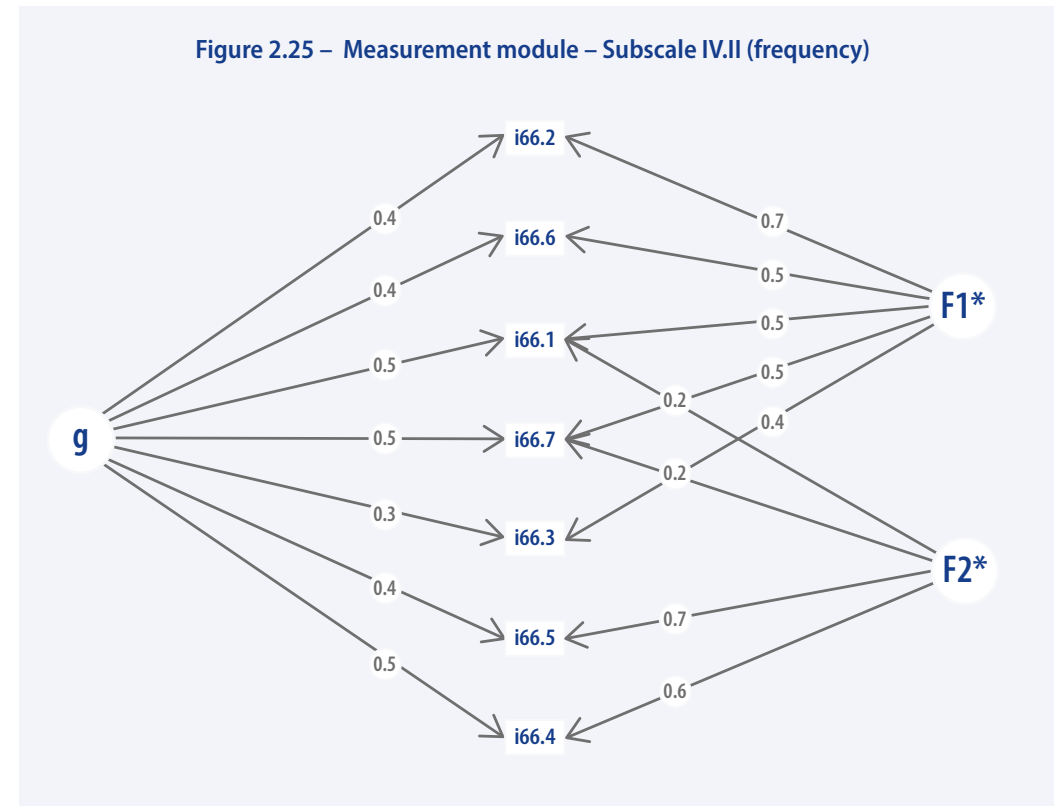 Figure 2.25 – Measurement module – Subscale IV.II (frequency)
i66.2
0.4
0.7
i66.6
0.4
0.5
F1*
i66.1
0.5
0.5
0.5
0.2
0.4
g
0.5
i66.7
0.2
0.3
i66.3
F2*
0.4
0.7
i66.5
0.5
0.6
i66.4